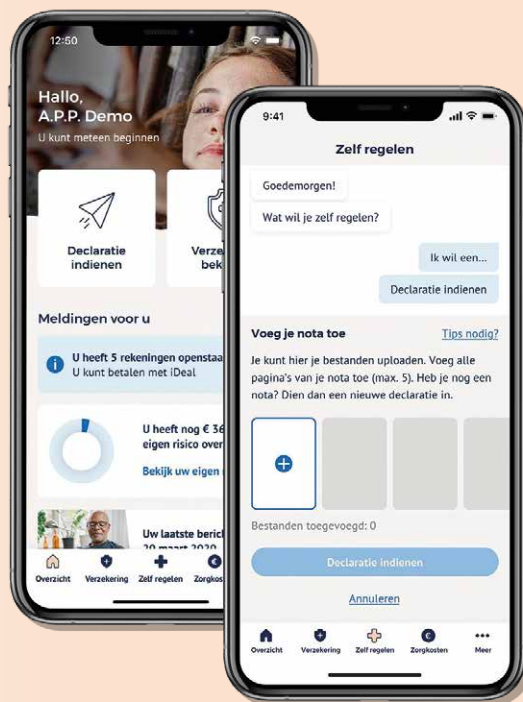 12:50
Hallo,
A.P.P. Demo
U kunt meteen beginnen
Declaratie
indienen
Meldingen voor u
U heeft 5 rekeningen openstaa
U kunt betalen met iDeal
U heeft nog € 36
eigen risico over
Bekijk uw eigen
Uw laatste berich
20 maart 2020
Overzicht
Verzekering
Zelf regelen
Zorgkos
9:41
Zelf regelen
Goedemorgen!
Wat wil je zelf regelen?
Ik wil een...
Declaratie indienen
Voeg je nota toe
Tips nodig?
Je kunt hier je bestanden uploaden. Voeg alle
pagina's van je nota toe (max. 5). Heb je nog een
nota? Dien dan een nieuwe declaratie in.
Bestanden toegevoegd: 0
Declaratie indienen
Annuleren
Overzicht
Verzekering
Zelf regelen
Zorgkosten
Meer